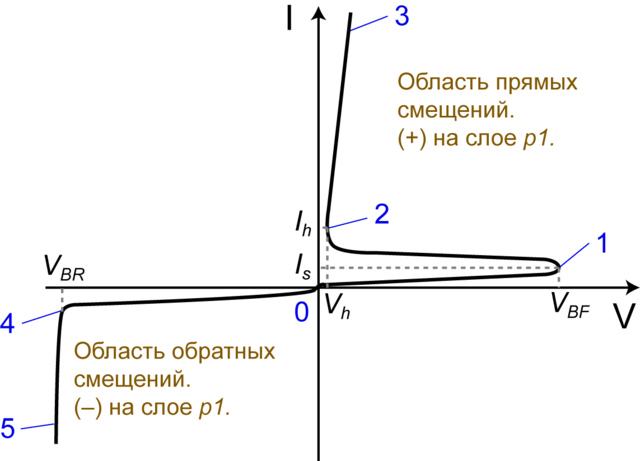 I
3
Область прямых
смещений.
(+) на слое p1.
I_h
2
1
V_BR
I_s
0
V_h
V_BF
V
4
Область обратных
смещений.
(–) на слое p1.
5